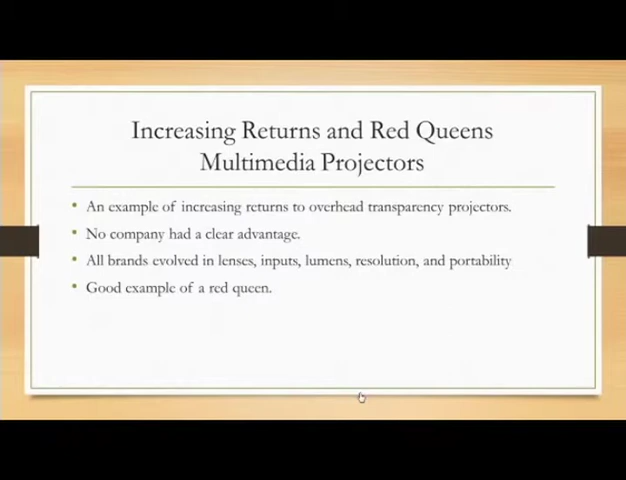 Increasing Returns and Red Queens
Multimedia Projectors
• An example of increasing returns to overhead transparency projectors.
• No company had a clear advantage.
• All brands evolved in lenses, inputs, lumens, resolution, and portability
• Good example of a red queen.